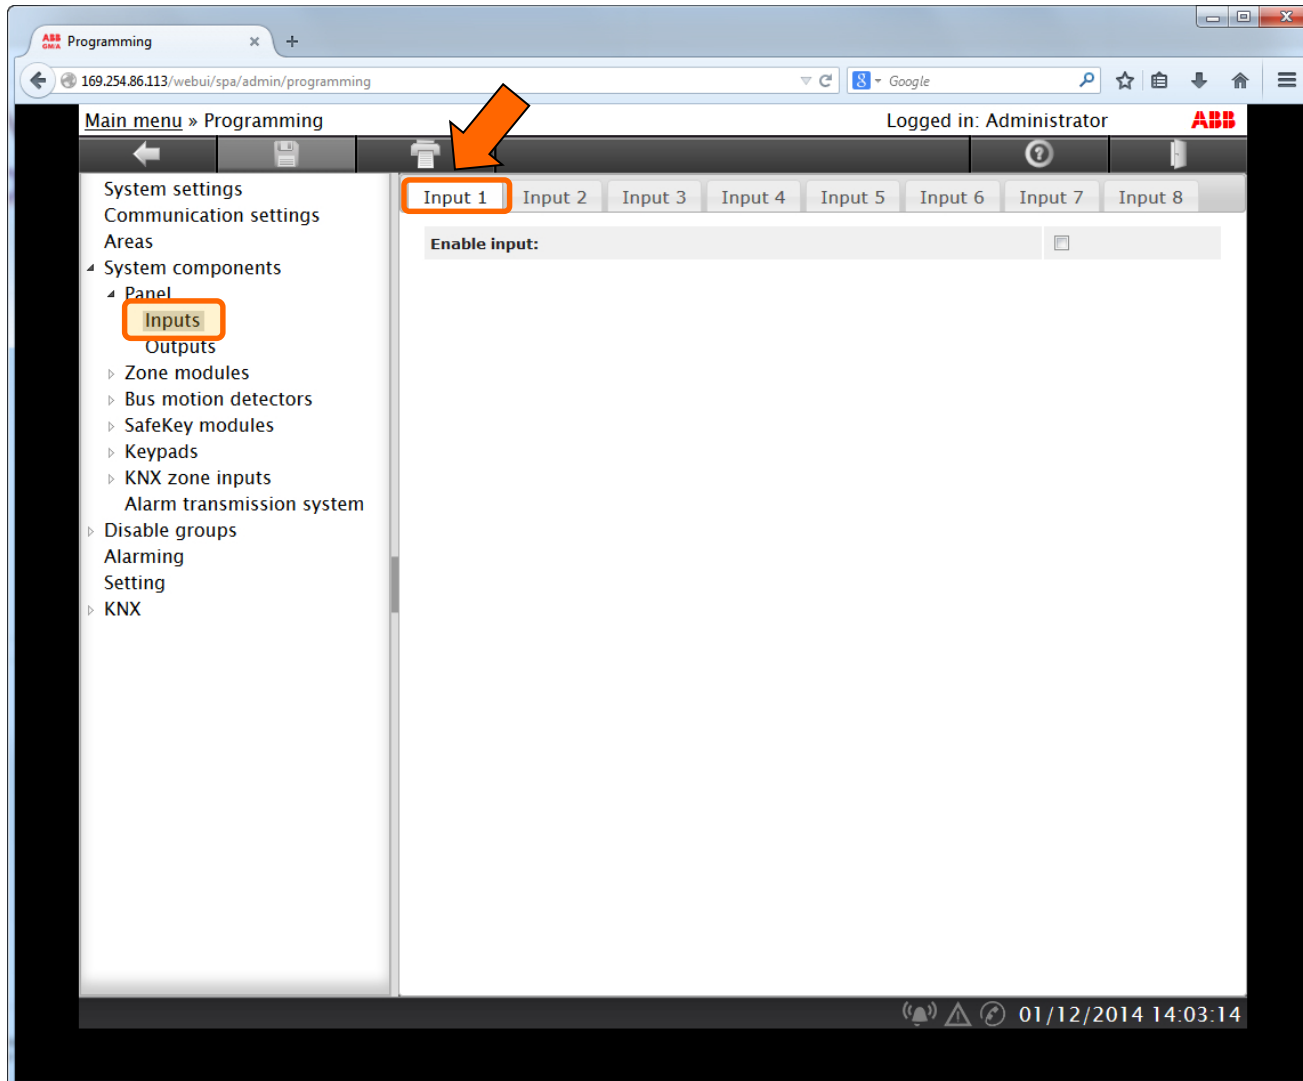 ABB
GM/A
Programming
169.254.86.113/webui/spa/admin/programming
8
Google
Main menu » Programming
Logged in: Administrator
ABB
System settings
Communication settings
Areas
System components
Panel
Inputs
Outputs
Zone modules
Bus motion detectors
SafeKey modules
Keypads
KNX zone inputs
Alarm transmission system
Disable groups
Alarming
Setting
KNX
Input 1 Input 2 Input 3 Input 4 Input 5 Input 6 Input 7 Input 8
Enable input:
01/12/2014 14:03:14